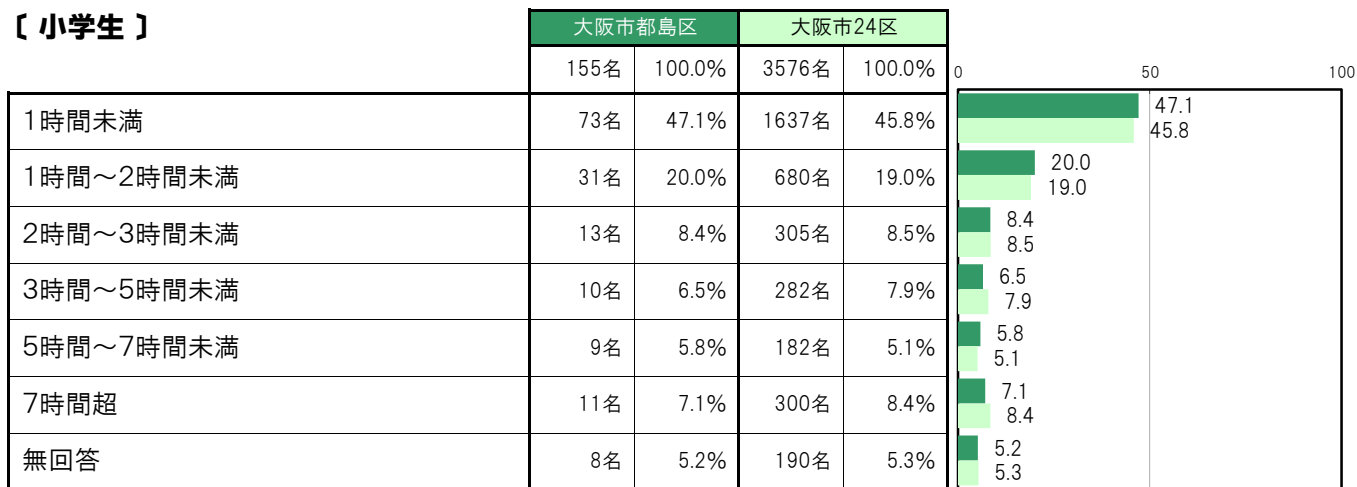 〔 小学生 〕
大阪市都島区 大阪市24区
155名 100.0% 3576名 100.0%
0 50 100
1時間未満 73名 47.1% 1637名 45.8%
47.1
45.8
1時間～2時間未満 31名 20.0% 680名 19.0%
20.0
19.0
2時間～3時間未満 13名 8.4% 305名 8.5%
8.4
8.5
3時間～5時間未満 10名 6.5% 282名 7.9%
6.5
7.9
5時間～7時間未満 9名 5.8% 182名 5.1%
5.8
5.1
7時間超 11名 7.1% 300名 8.4%
7.1
8.4
無回答 8名 5.2% 190名 5.3%
5.2
5.3